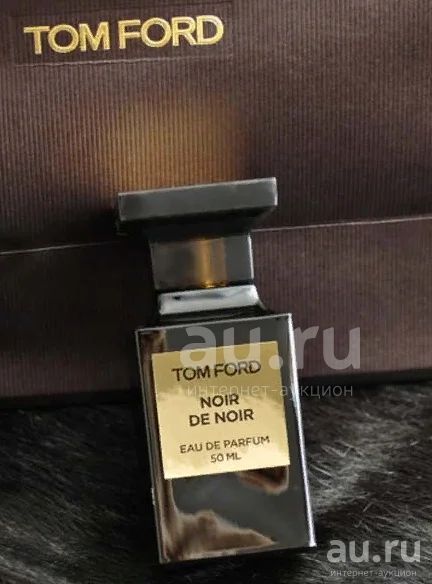 TOM FORD
au.ru
интернет-аукцион
TOM FORD
NOIR
DE NOIR
EAU DE PARFUM
50 ML
au.ru
интернет-аукцион